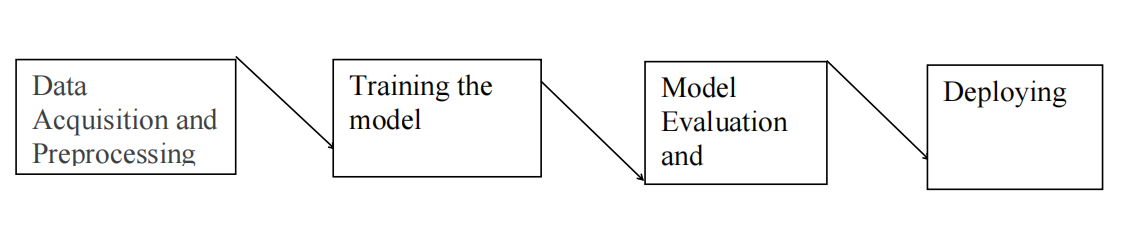 Data
Acquisition and
Preprocessing
Training the
model
Model
Evaluation
and
Deploying